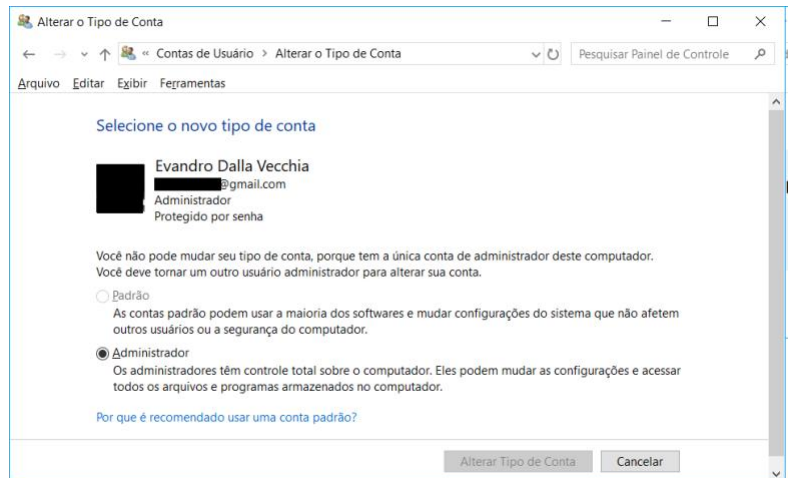 Alterar o Tipo de Conta
« Contas de Usuário > Alterar o Tipo de Conta
Pesquisar Painel de Controle
Arquivo Editar Exibir Ferramentas
Selecione o novo tipo de conta
Evandro Dalla Vecchia
@gmail.com
Administrador
Protegido por senha
Você não pode mudar seu tipo de conta, porque tem a única conta de administrador deste computador.
Você deve tornar um outro usuário administrador para alterar sua conta.
Padrão
As contas padrão podem usar a maioria dos softwares e mudar configurações do sistema que não afetem
outros usuários ou a segurança do computador.
Administrador
Os administradores têm controle total sobre o computador. Eles podem mudar as configurações e acessar
todos os arquivos e programas armazenados no computador.
Por que é recomendado usar uma conta padrão?
Alterar Tipo de Conta Cancelar